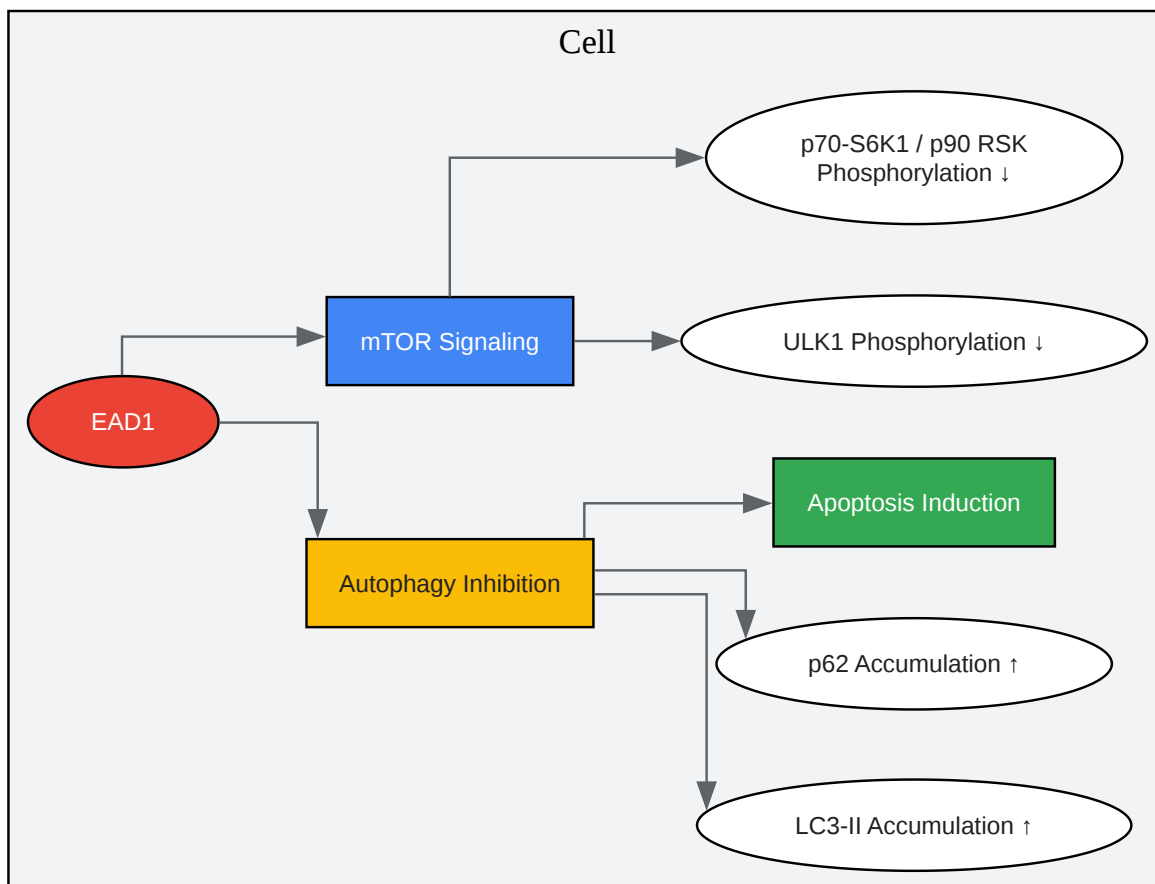 Cell
p70-S6K1 / p90 RSK
Phosphorylation ↓
mTOR Signaling
ULK1 Phosphorylation ↓
EAD1
Apoptosis Induction
Autophagy Inhibition
p62 Accumulation ↑
LC3-II Accumulation ↑